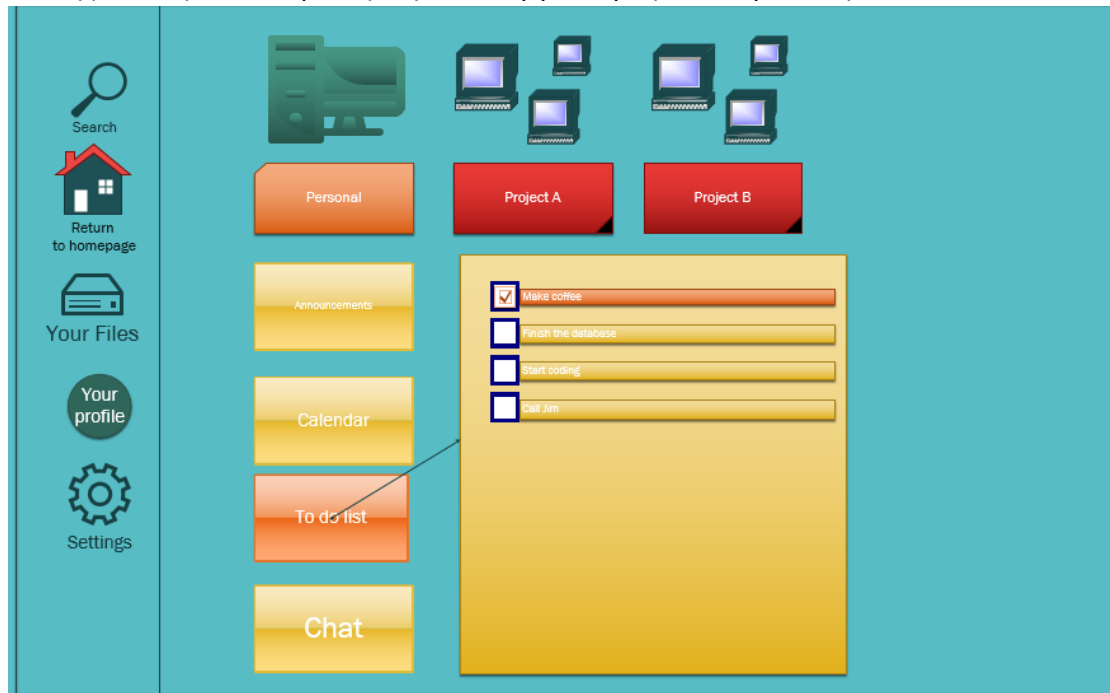 Search
Return
to homepage
Your Files
Your
profile
Settings
Personal
Project A
Project B
Announcements
Calendar
To do list
Chat
Make coffee
Finish the database
Start coding
Call Jim